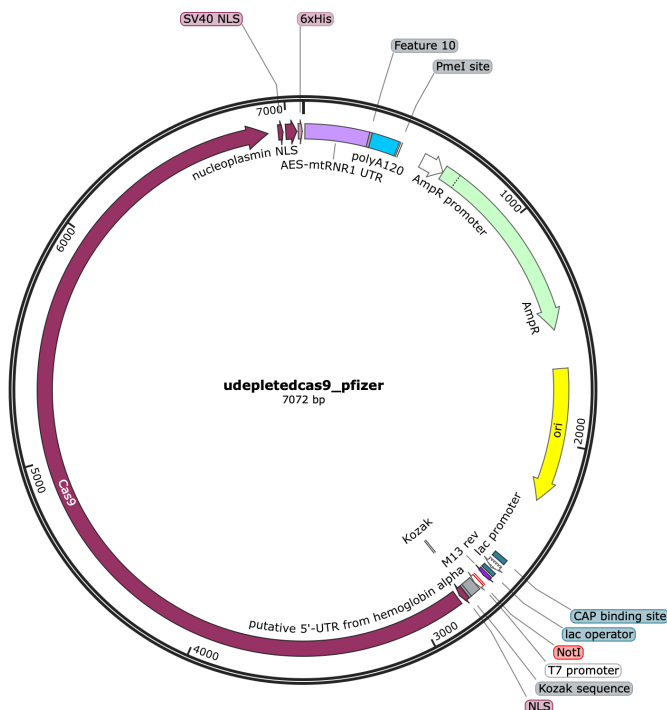 SV40 NLS
6xHis
Feature 10
PmeI site
7000
nucleoplasmin NLS
AES-mtRNR1 UTR
polyA120
AmpR promoter
1000
6000
AmpR
udepletedcas9_pfizer
7072 bp
ori
2000
5000
Cas9
Kozak
M13 rev
lac promoter
putative 5'-UTR from hemoglobin alpha
CAP binding site
lac operator
3000
NotI
4000
T7 promoter
Kozak sequence
NLS